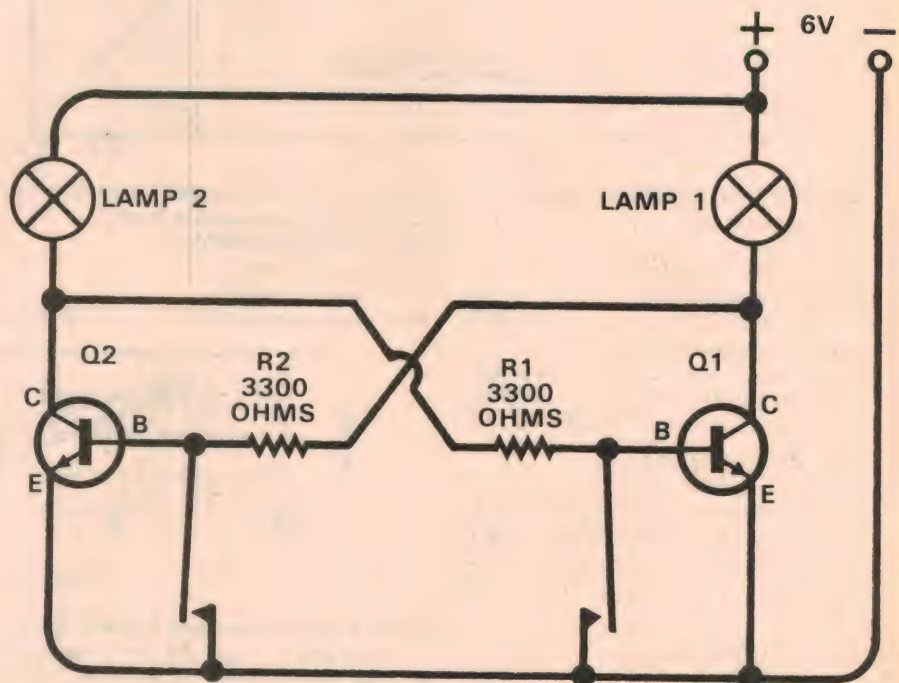 + 6V −
LAMP 2
LAMP 1
Q2
R2
3300
OHMS
R1
3300
OHMS
Q1
C
B
E
B
C
E